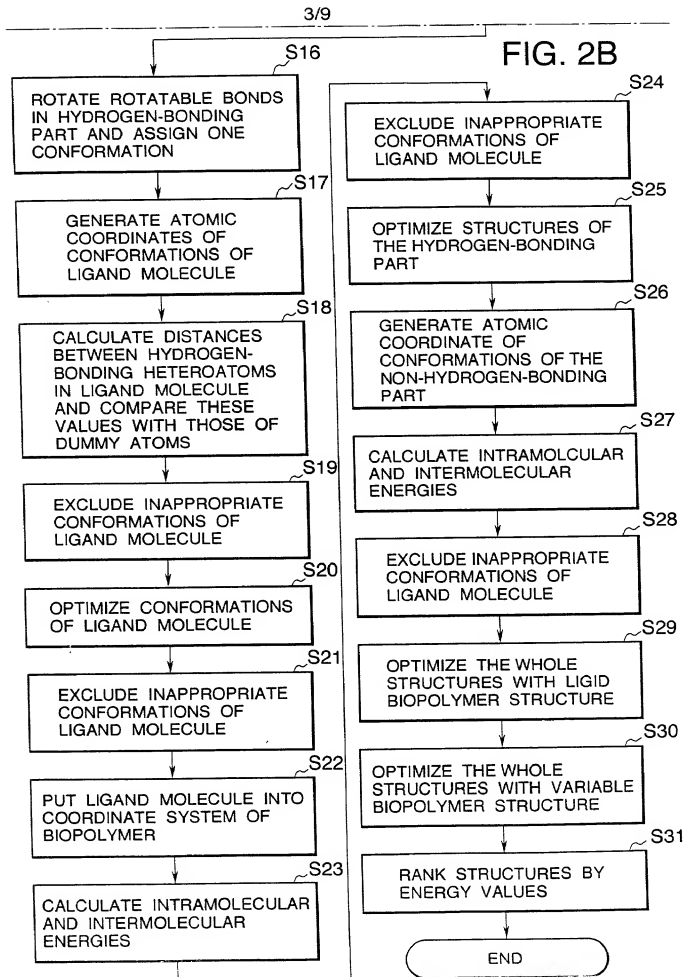 3/9
FIG. 2B
S16
ROTATE ROTATABLE BONDS
IN HYDROGEN-BONDING
PART AND ASSIGN ONE
CONFORMATION
S17
GENERATE ATOMIC
COORDINATES OF
CONFORMATIONS OF
LIGAND MOLECULE
S18
CALCULATE DISTANCES
BETWEEN HYDROGEN-
BONDING HETEROATOMS
IN LIGAND MOLECULE
AND COMPARE THESE
VALUES WITH THOSE OF
DUMMY ATOMS
S19
EXCLUDE INAPPROPRIATE
CONFORMATIONS OF
LIGAND MOLECULE
S20
OPTIMIZE CONFORMATIONS
OF LIGAND MOLECULE
S21
EXCLUDE INAPPROPRIATE
CONFORMATIONS OF
LIGAND MOLECULE
S22
PUT LIGAND MOLECULE INTO
COORDINATE SYSTEM OF
BIOPOLYMER
S23
CALCULATE INTRAMOLECULAR
AND INTERMOLECULAR
ENERGIES
S24
EXCLUDE INAPPROPRIATE
CONFORMATIONS OF
LIGAND MOLECULE
S25
OPTIMIZE STRUCTURES OF
THE HYDROGEN-BONDING
PART
S26
GENERATE ATOMIC
COORDINATE OF
CONFORMATIONS OF THE
NON-HYDROGEN-BONDING
PART
S27
CALCULATE INTRAMOLCULAR
AND INTERMOLECULAR
ENERGIES
S28
EXCLUDE INAPPROPRIATE
CONFORMATIONS OF
LIGAND MOLECULE
S29
OPTIMIZE THE WHOLE
STRUCTURES WITH LIGID
BIOPOLYMER STRUCTURE
S30
OPTIMIZE THE WHOLE
STRUCTURES WITH VARIABLE
BIOPOLYMER STRUCTURE
S31
RANK STRUCTURES BY
ENERGY VALUES
END